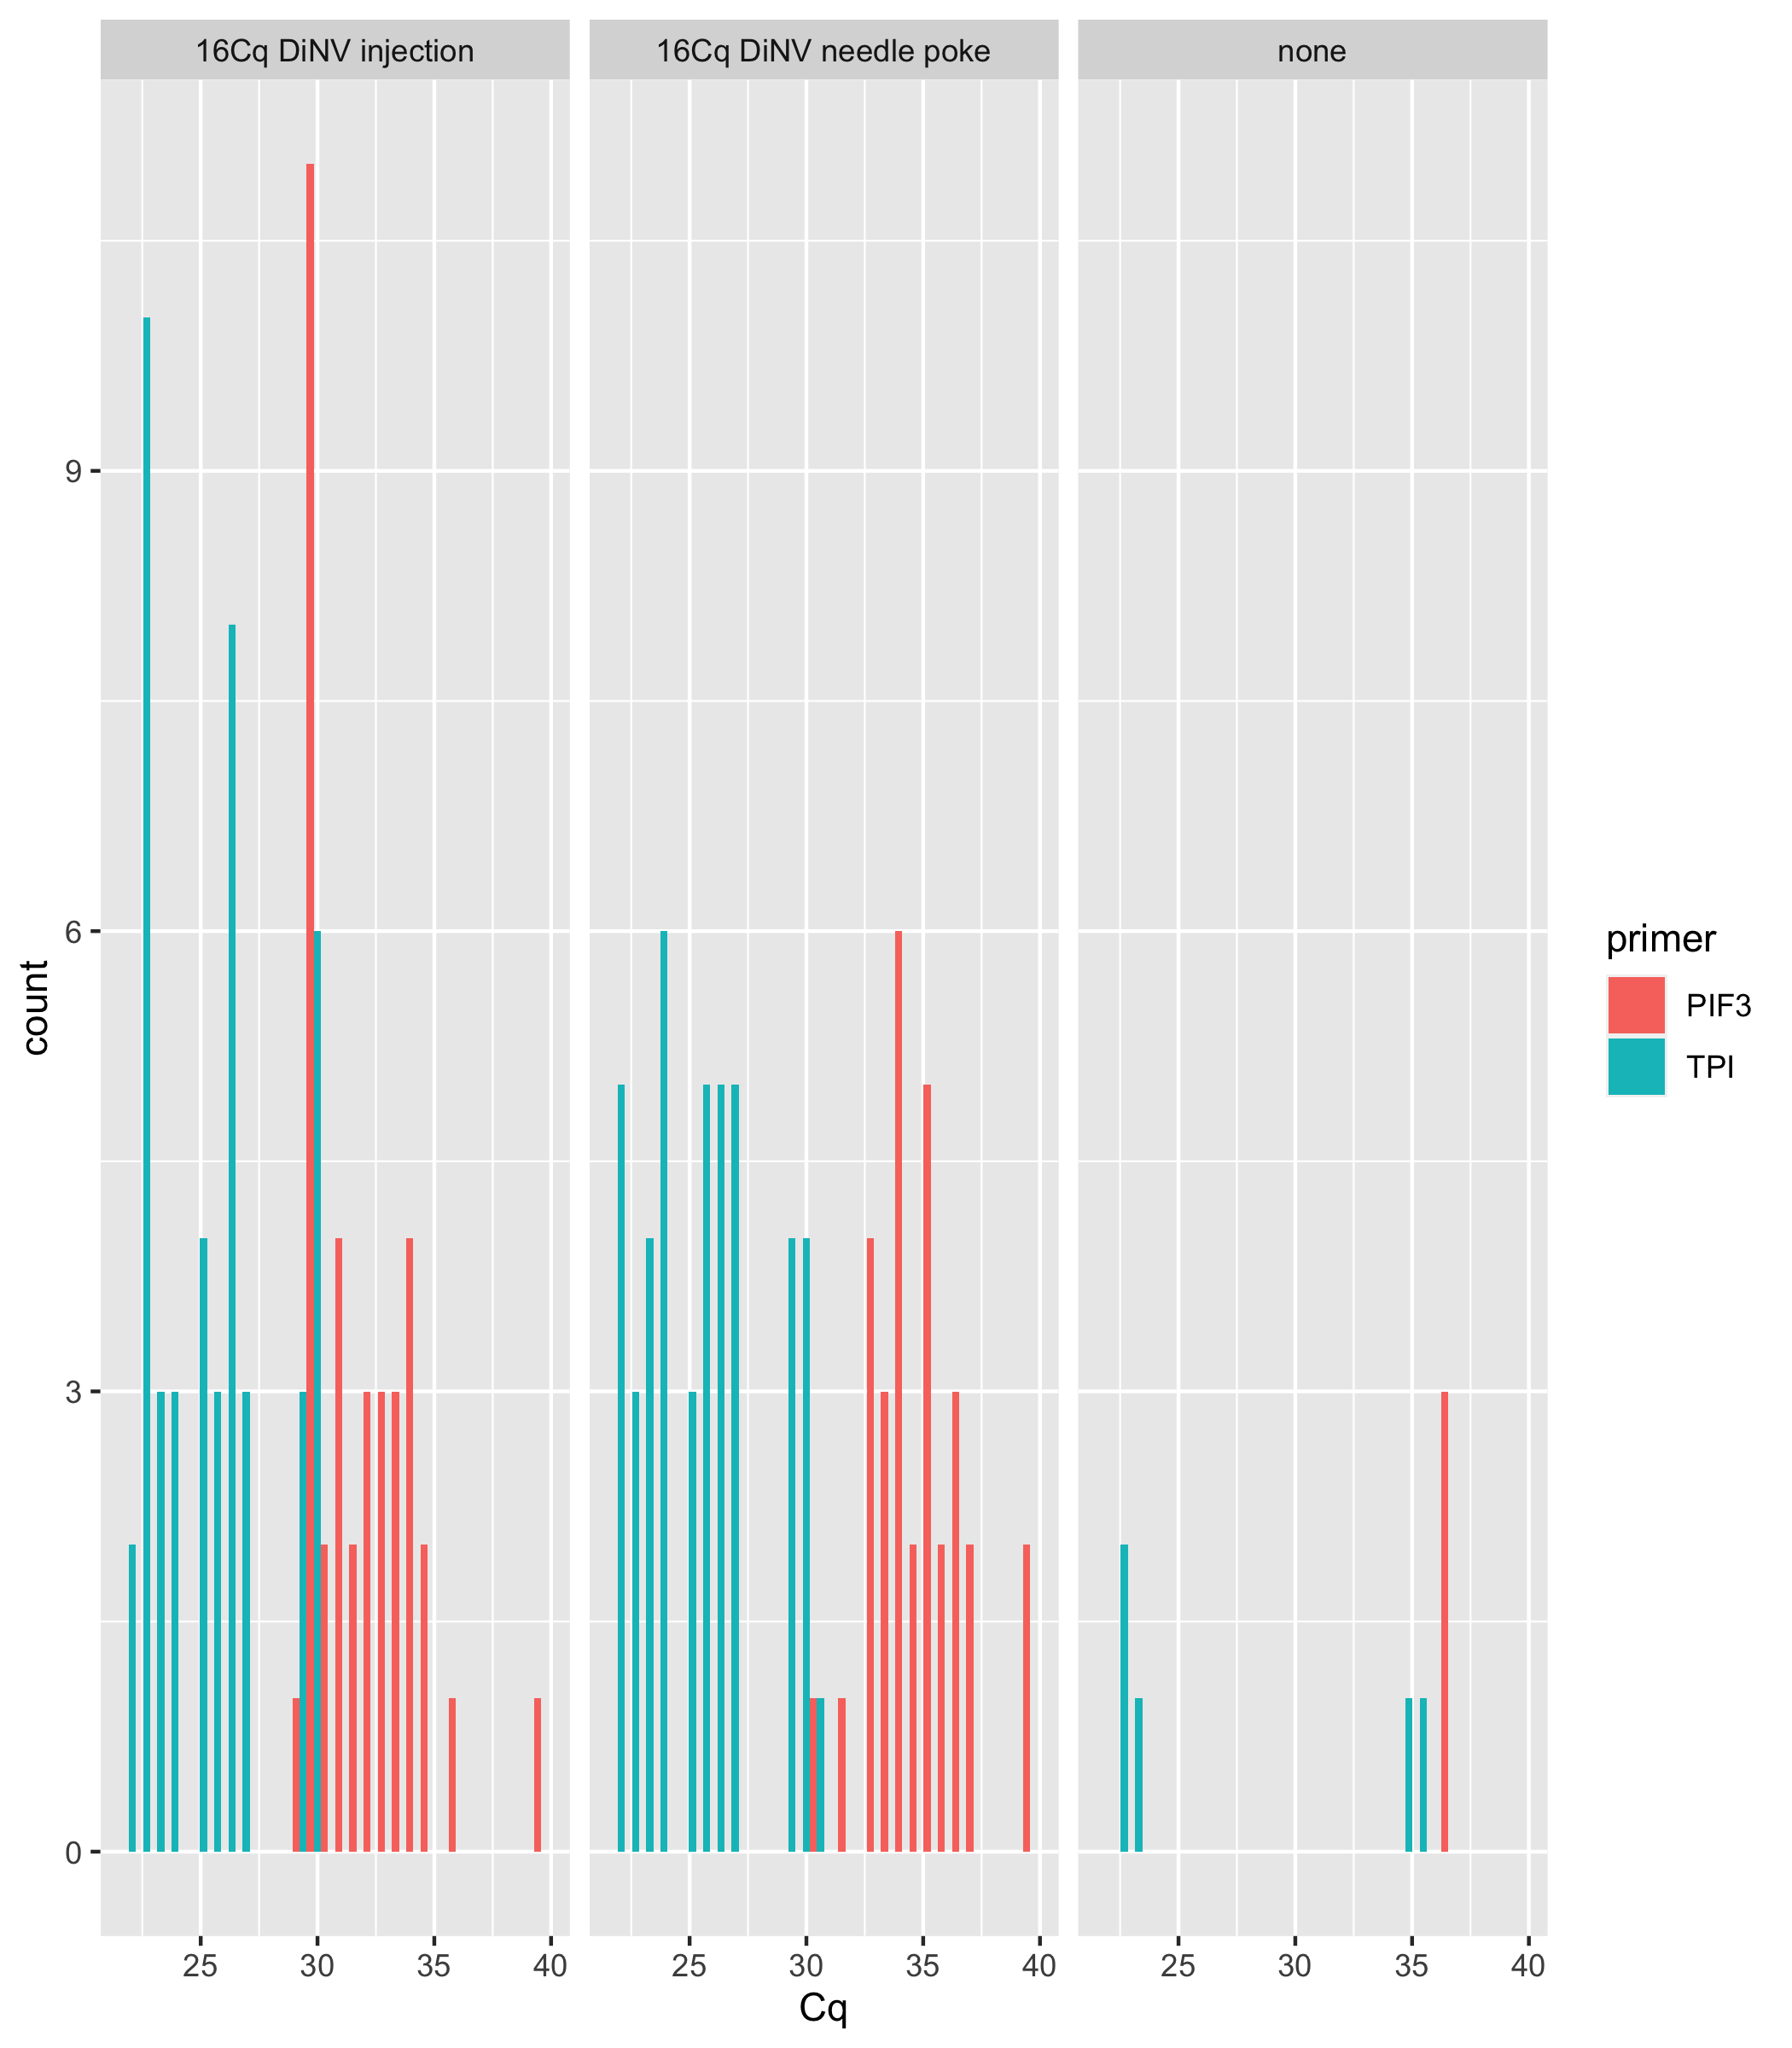 16Cq DiNV injection
16Cq DiNV needle poke
none
9
6
3
0
count
25 30 35 40
25 30 35 40
25 30 35 40
Cq
primer
PIF3
TPI